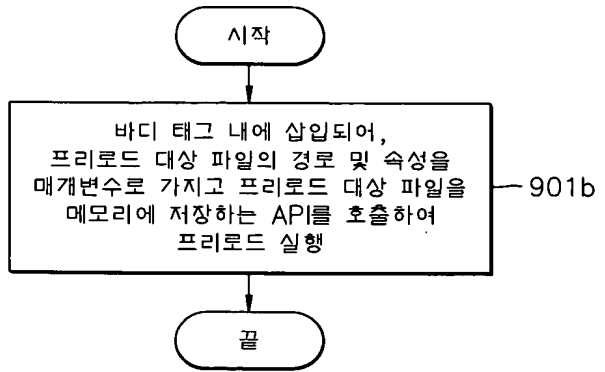 시작
바디 태그 내에 삽입되어,
프리로드 대상 파일의 경로 및 속성을
매개변수로 가지고 프리로드 대상 파일을
메모리에 저장하는 API를 호출하여
프리로드 실행
901b
끝